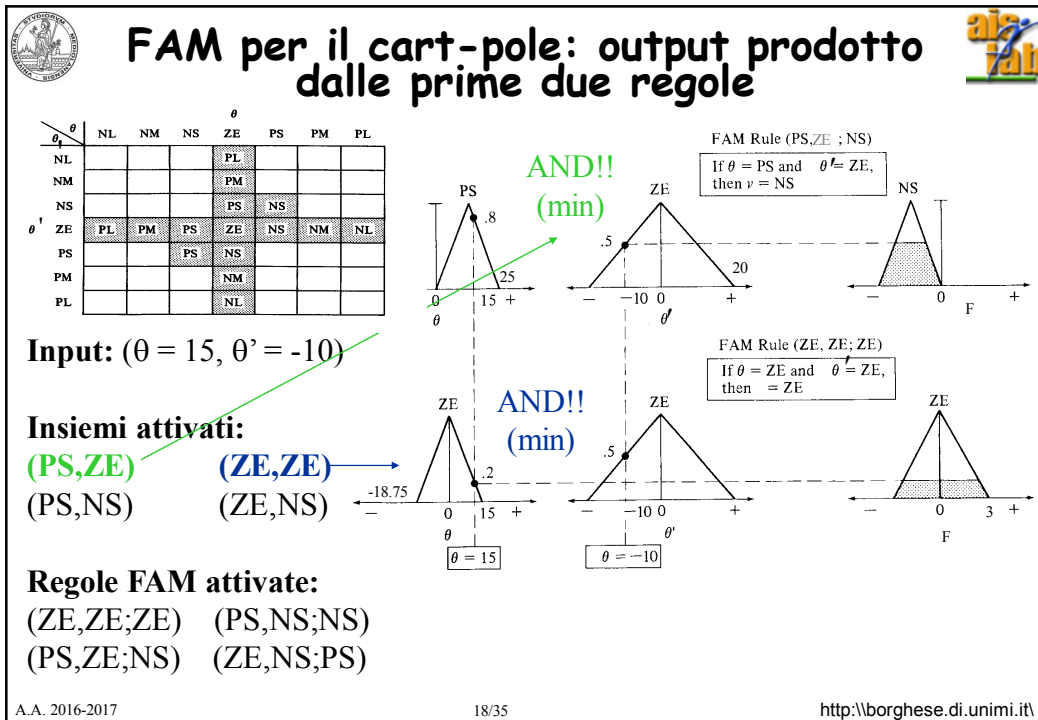 FAM per il cart-pole: output prodotto
dalle prime due regole
θ
θ' θ NL NM NS ZE PS PM PL
NL PL
NM PM
NS PS NS
θ' ZE PL PM PS ZE NS NM NL
PS PS NS
PM NM
PL NL
AND!!
(min)
FAM Rule (PS,ZE ; NS)
If θ = PS and θ' = ZE,
then v = NS
PS
.8
25
0 15 +
θ
ZE
.5
20
− −10 0 +
θ'
NS
− 0 +
F
Input: (θ = 15, θ' = -10)
Insiemi attivati:
(PS,ZE) (ZE,ZE)
(PS,NS) (ZE,NS)
AND!!
(min)
FAM Rule (ZE, ZE; ZE)
If θ = ZE and θ' = ZE,
then = ZE
ZE
.2
-18.75
− 0 15 +
θ
θ = 15
ZE
.5
− −10 0 +
θ'
θ = −10
ZE
− 0 3 +
F
Regole FAM attivate:
(ZE,ZE;ZE) (PS,NS;NS)
(PS,ZE;NS) (ZE,NS;PS)
A.A. 2016-2017 18/35 http:\\borghese.di.unimi.it\